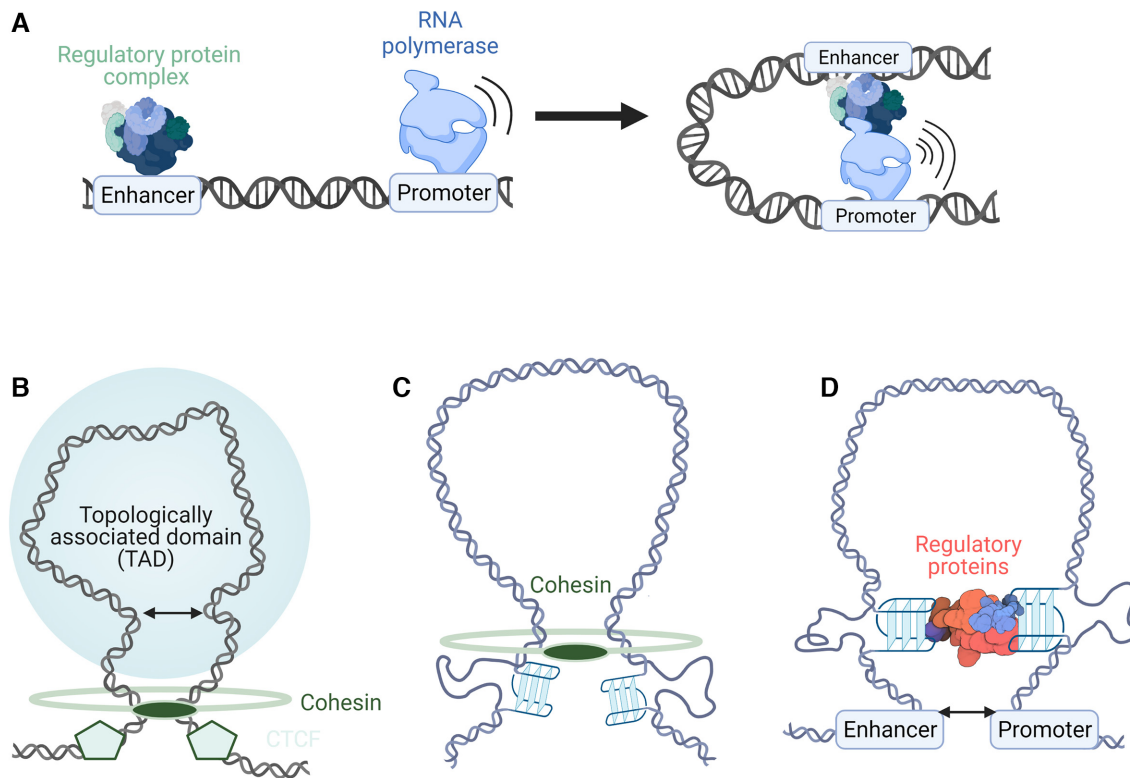 A
Regulatory protein
complex
RNA
polymerase
Enhancer
Promoter
Enhancer
Promoter
B
Topologically
associated domain
(TAD)
Cohesin
CTCF
C
Cohesin
D
Regulatory
proteins
Enhancer
Promoter